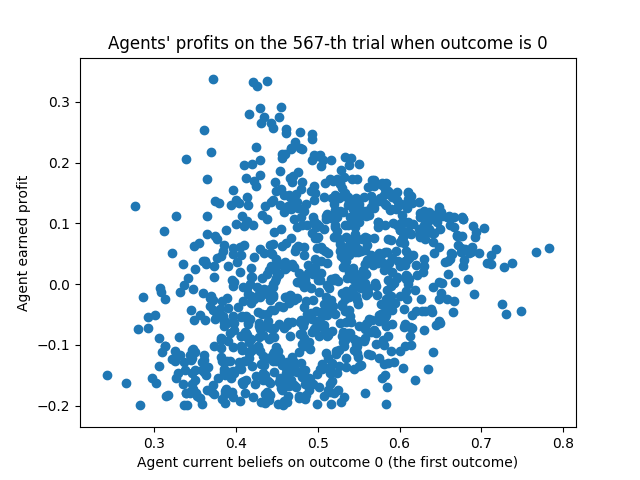 Agents' profits on the 567-th trial when outcome is 0
Agent earned profit
0.3
0.2
0.1
0.0
−0.1
−0.2
0.3 0.4 0.5 0.6 0.7 0.8
Agent current beliefs on outcome 0 (the first outcome)